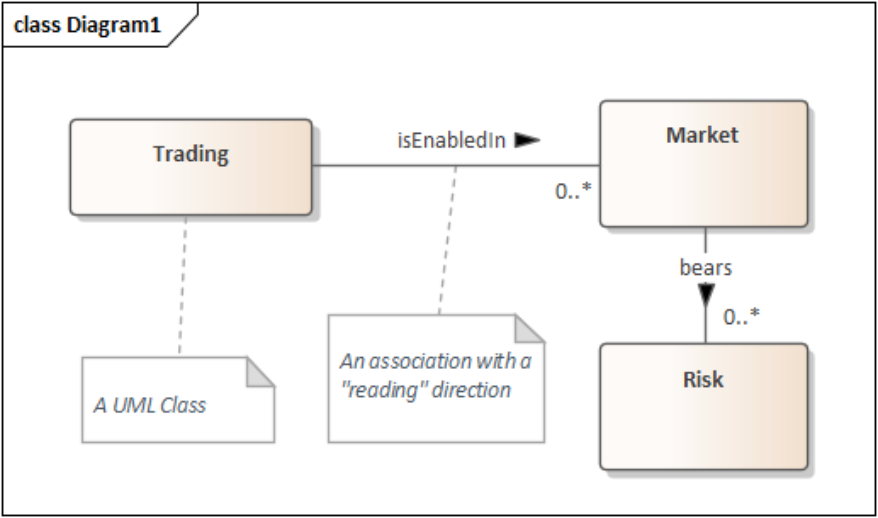 class Diagram1
Trading
isEnabledIn
Market
0..*
bears
0..*
An association with a
"reading" direction
A UML Class
Risk